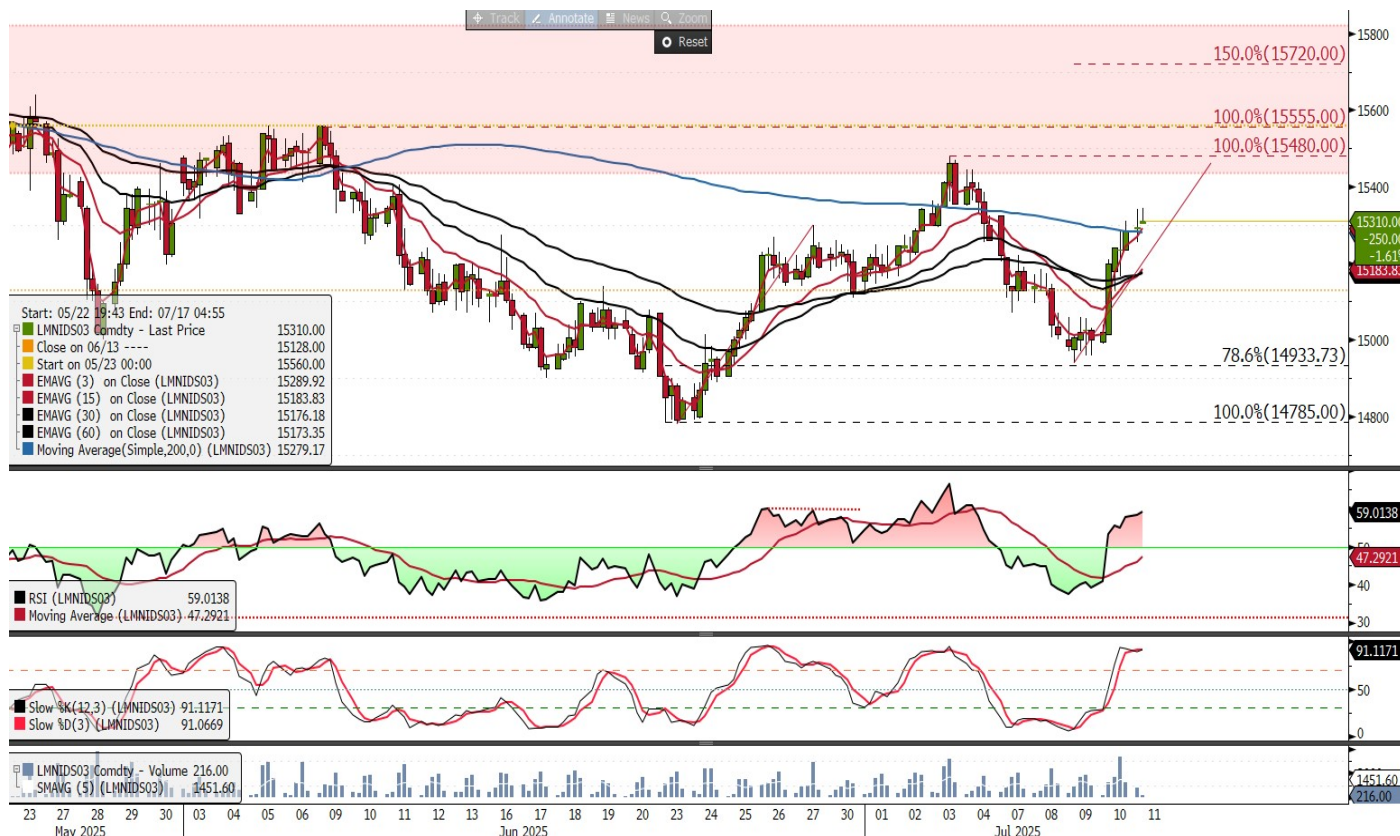 Track Annotate News Zoom
Reset
15800
150.0%(15720.00)
15600
100.0%(15555.00)
100.0%(15480.00)
15400
15310.00
-250.00
-1.61%
15183.83
15000
78.6%(14933.73)
14800
100.0%(14785.00)
Start: 05/22 19:43 End: 07/17 04:55
LMNIDS03 Comdty - Last Price 15310.00
Close on 06/13 ---- 15128.00
Start on 05/23 00:00 15560.00
EMAVG (3) on Close (LMNIDS03) 15289.92
EMAVG (15) on Close (LMNIDS03) 15183.83
EMAVG (30) on Close (LMNIDS03) 15176.18
EMAVG (60) on Close (LMNIDS03) 15173.35
Moving Average(Simple,200,0) (LMNIDS03) 15279.17
59.0138
50
47.2921
40
30
RSI (LMNIDS03) 59.0138
Moving Average (LMNIDS03) 47.2921
91.1171
50
0
Slow %K(12,3) (LMNIDS03) 91.1171
Slow %D(3) (LMNIDS03) 91.0669
LMNIDS03 Comdty - Volume 216.00
SMAVG (5) (LMNIDS03) 1451.60
1451.60
216.00
23 27 28 29 30 03 04 05 06 09 10 11 12 13 16 17 18 19 20 23 24 25 26 27 30 01 02 03 04 07 08 09 10 11
May 2025 Jun 2025 Jul 2025